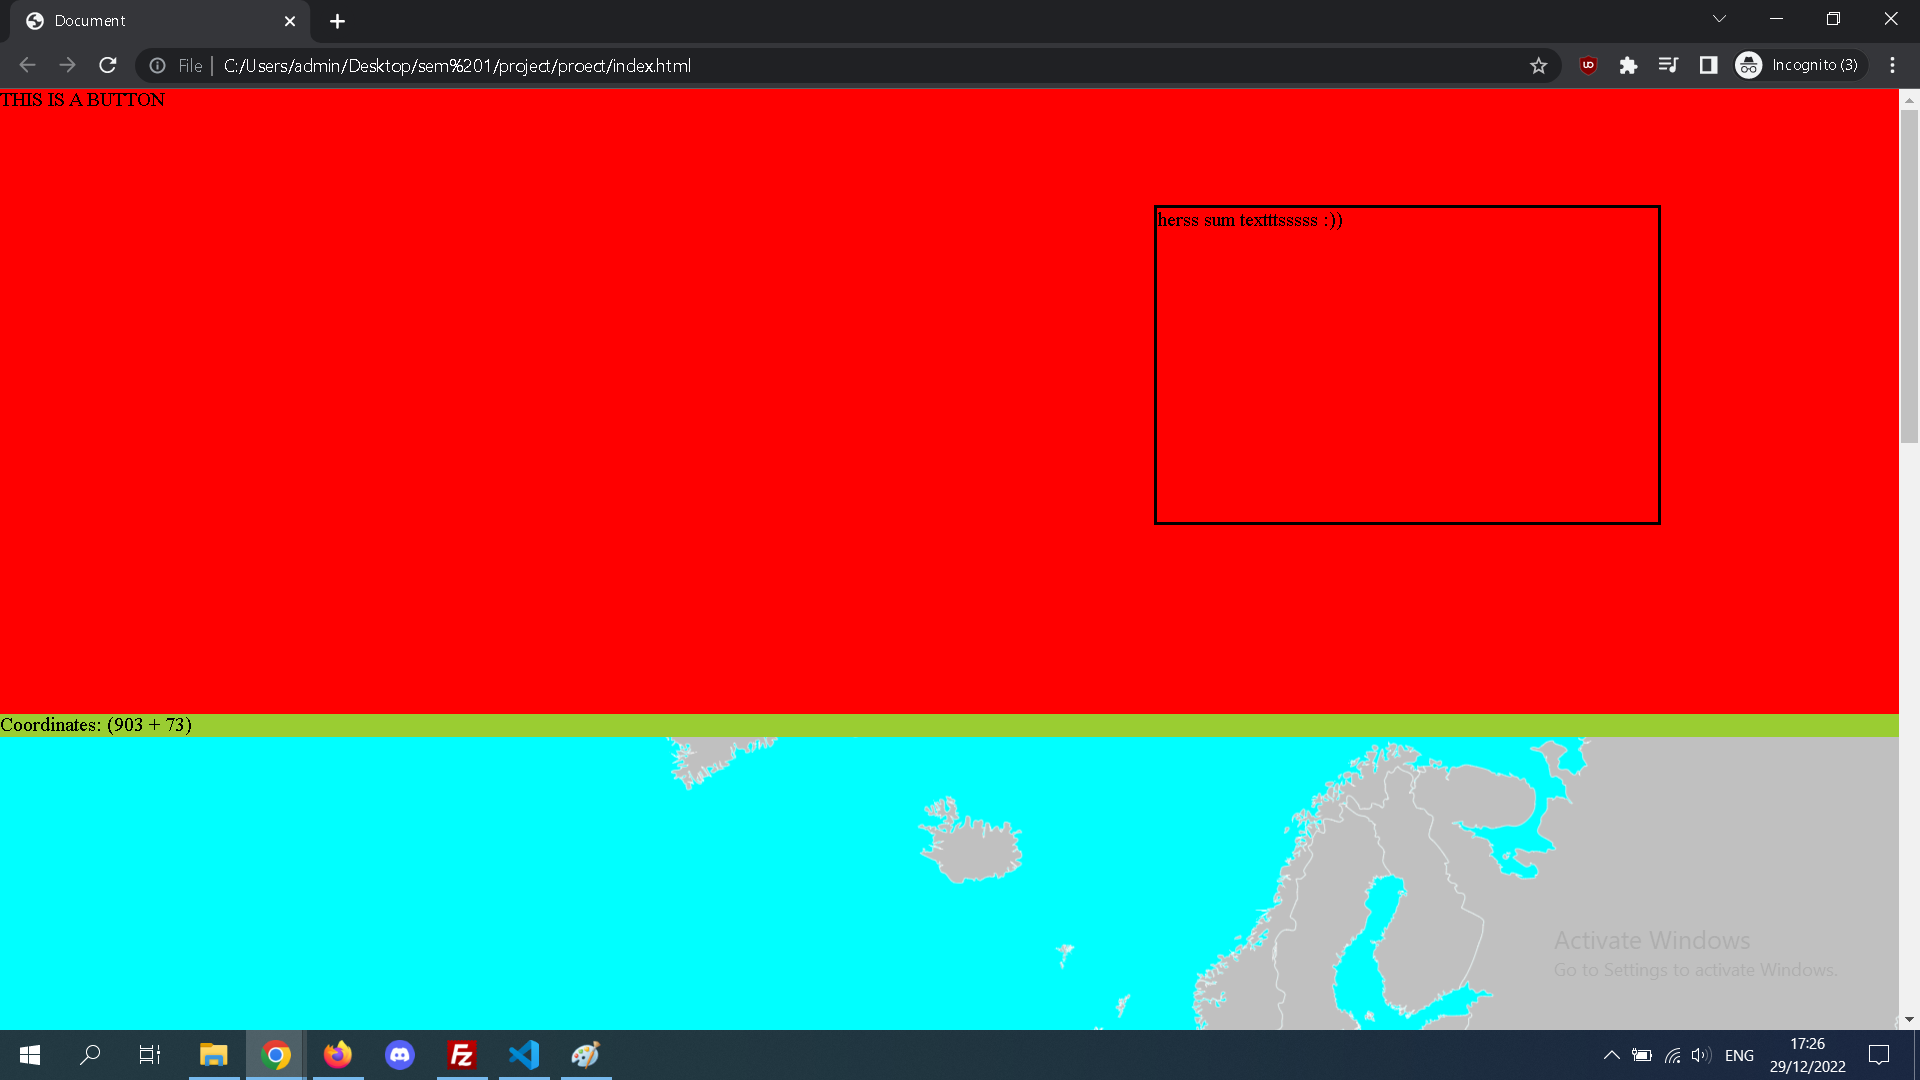 Document
File
C:/Users/admin/Desktop/sem%201/project/proect/index.html
Incognito (3)
THIS IS A BUTTON
herss sum textttsssss :))
Coordinates: (903 + 73)
Activate Windows
Go to Settings to activate Windows.
ENG
17:26
29/12/2022